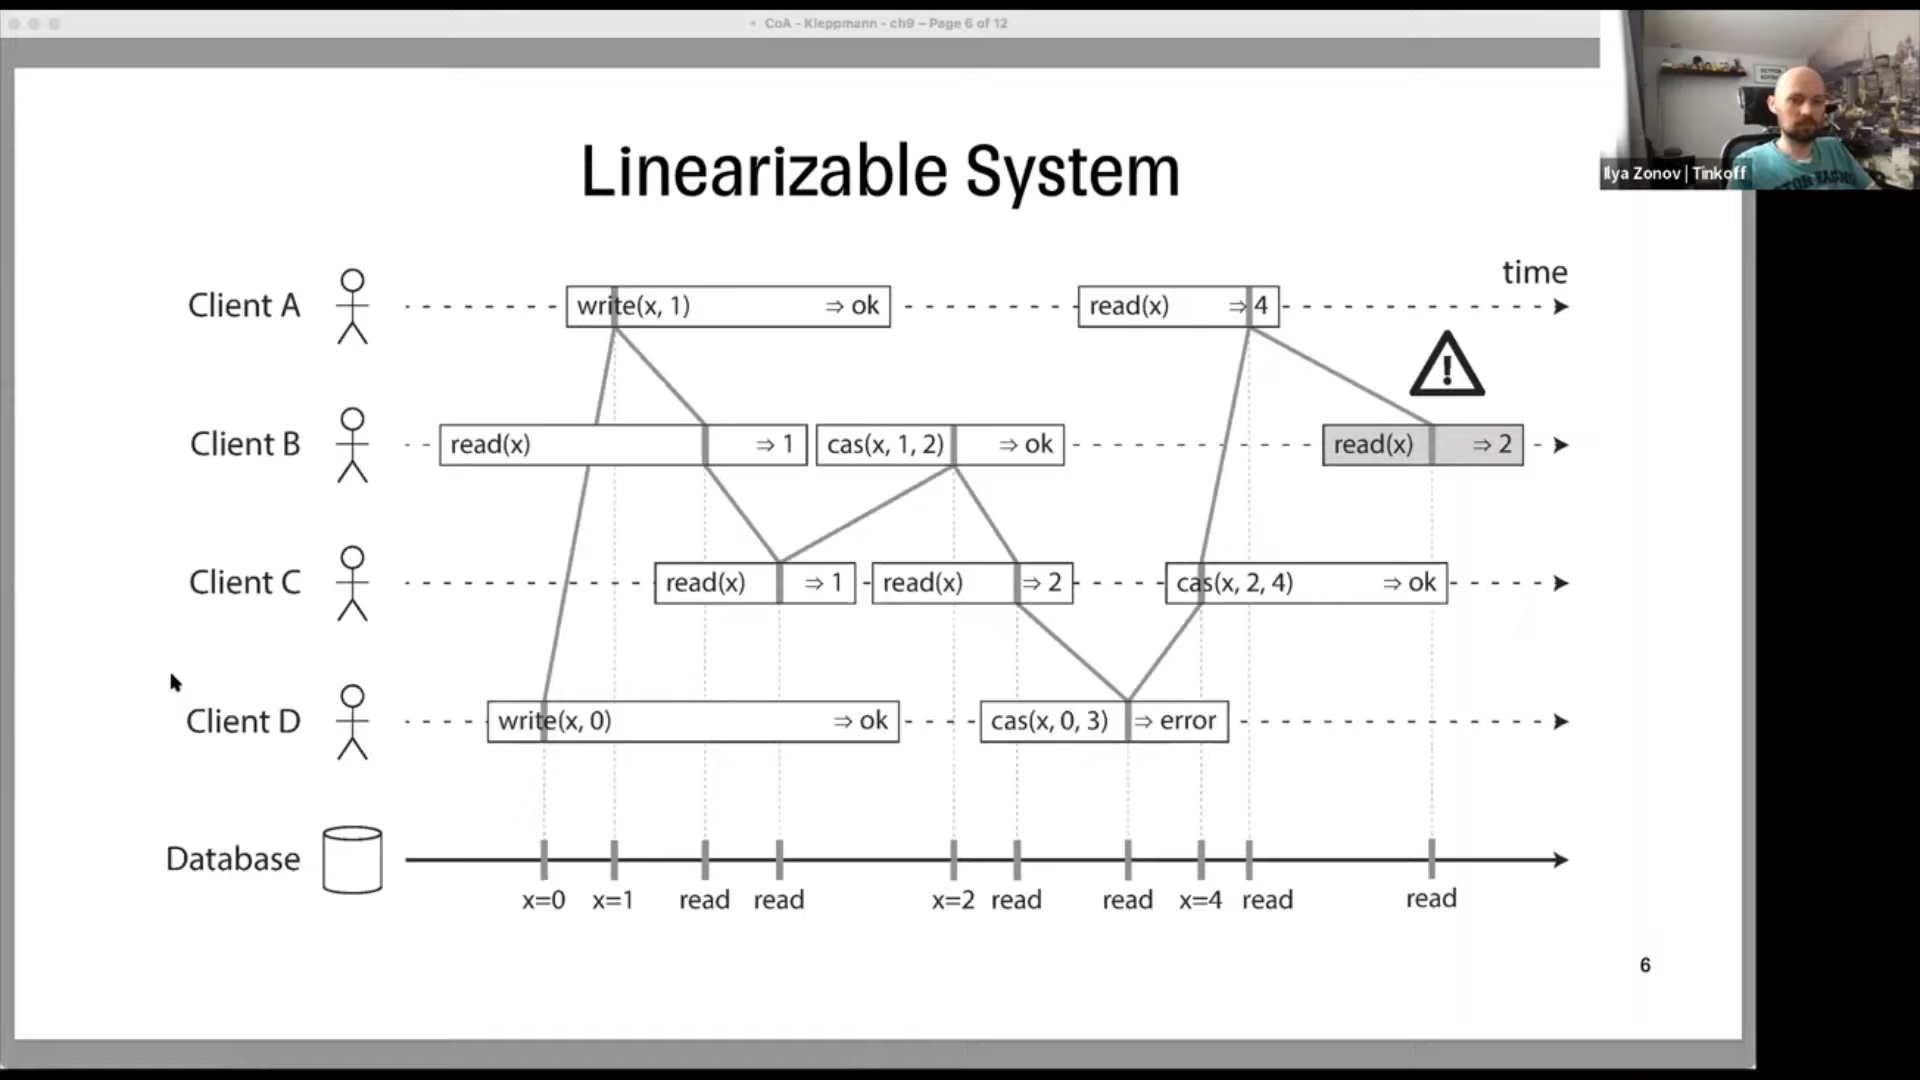 • CoA - Kleppmann - ch9 – Page 6 of 12
Ilya Zonov | Tinkoff
Linearizable System
time
Client A
write(x, 1) ⇒ ok
read(x) ⇒ 4
Client B
read(x) ⇒ 1
cas(x, 1, 2) ⇒ ok
read(x) ⇒ 2
Client C
read(x) ⇒ 1
read(x) ⇒ 2
cas(x, 2, 4) ⇒ ok
Client D
write(x, 0) ⇒ ok
cas(x, 0, 3) ⇒ error
Database
x=0 x=1 read read x=2 read read x=4 read read
6